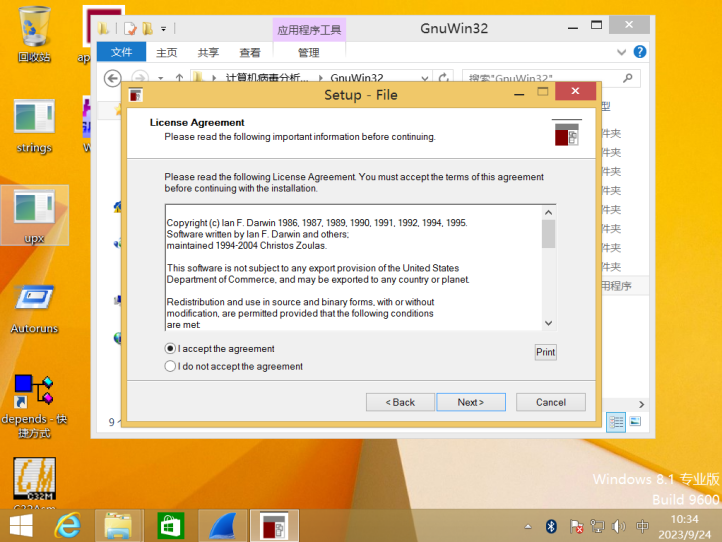 回收站
ap
strings
upx
Autoruns
depends - 快
捷方式
C32M
应用程序工具
GnuWin32
文件
主页
共享
查看
管理
计算机病毒分析...
GnuWin32
搜索"GnuWin32"
型
件夹
件夹
件夹
件夹
件夹
件夹
件夹
件夹
用程序
Setup - File
License Agreement
Please read the following important information before continuing.
Please read the following License Agreement. You must accept the terms of this agreement
before continuing with the installation.
Copyright (c) Ian F. Darwin 1986, 1987, 1989, 1990, 1991, 1992, 1994, 1995.
Software written by Ian F. Darwin and others;
maintained 1994-2004 Christos Zoulas.
This software is not subject to any export provision of the United States
Department of Commerce, and may be exported to any country or planet.
Redistribution and use in source and binary forms, with or without
modification, are permitted provided that the following conditions
are met:
I accept the agreement
Print
I do not accept the agreement
< Back
Next >
Cancel
9
Windows 8.1 专业版
Build 9600
中
10:34
2023/9/24